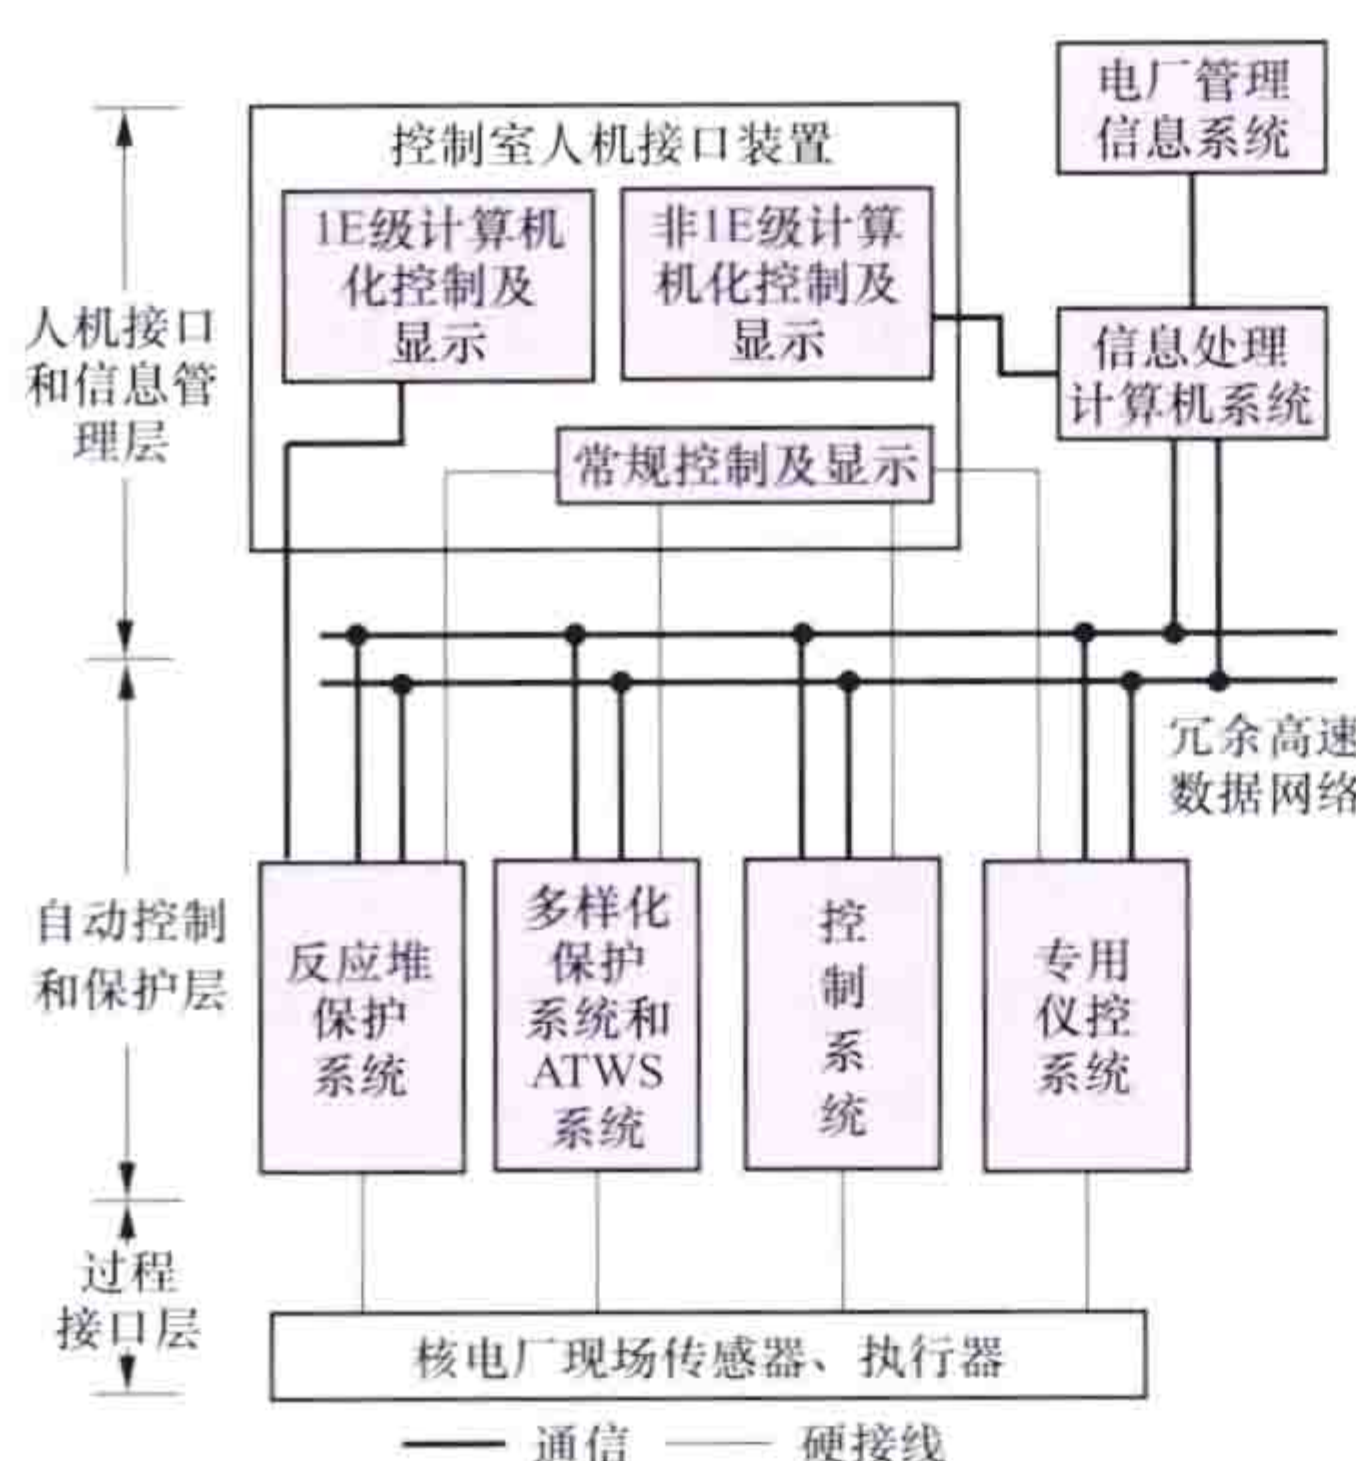 电厂管理
信息系统
控制室人机接口装置
1E级计算机
化控制及
显示
非1E级计算
机化控制及
显示
信息处理
计算机系统
常规控制及显示
人机接口
和信息管
理层
冗余高速
数据网络
自动控制
和保护层
反应堆
保护
系统
多样化
保护
系统和
ATWS
系统
控
制
系
统
专用
仪控
系统
过程
接口层
核电厂现场传感器、执行器
通信
硬接线